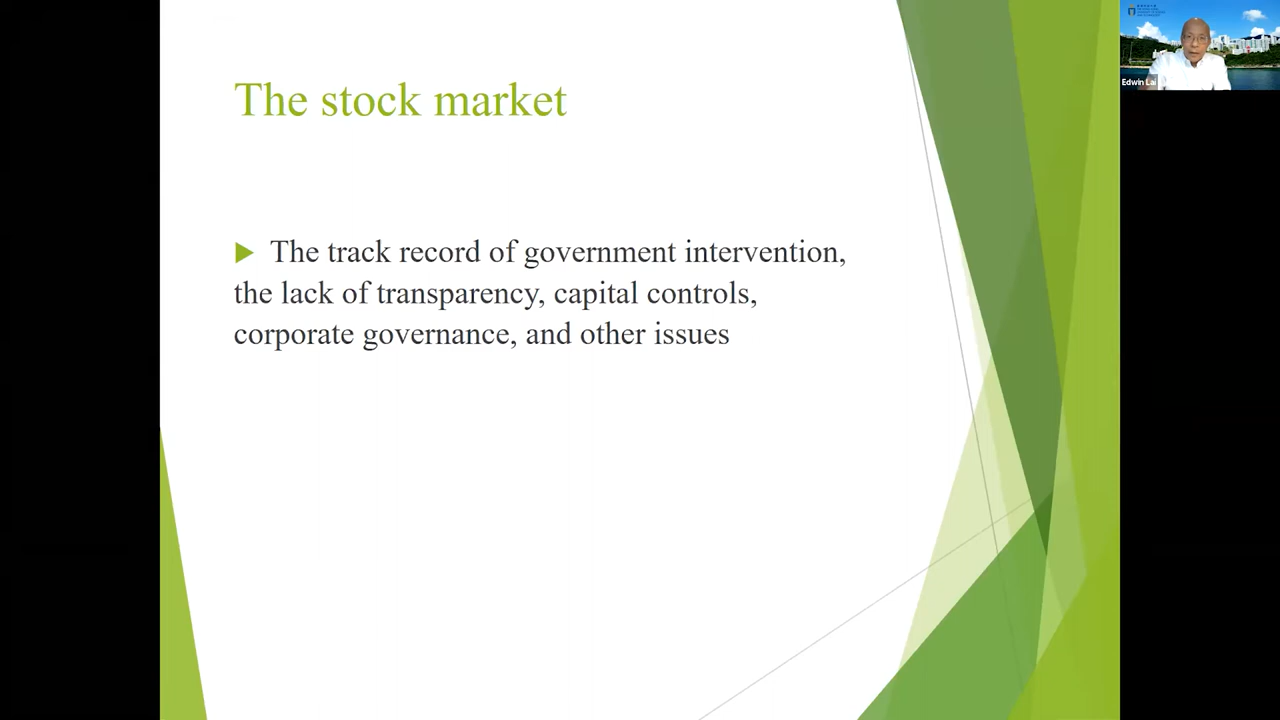 The stock market
The track record of government intervention,
the lack of transparency, capital controls,
corporate governance, and other issues
Edwin Lai